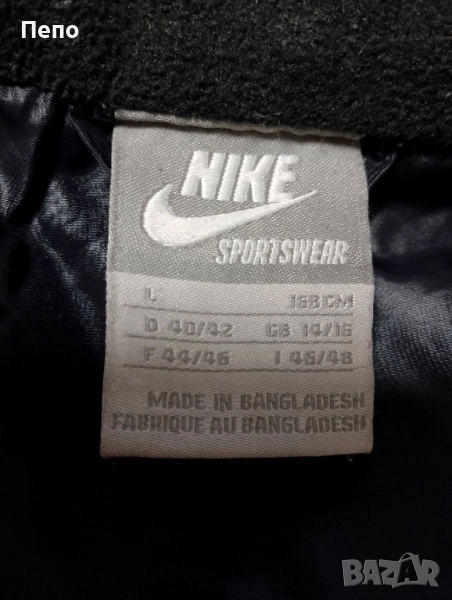 Пепо
NIKE
SPORTSWEAR
L 168 CM
D 40/42 GB 14/16
F 44/46 I 46/48
MADE IN BANGLADESH
FABRIQUE AU BANGLADESH
BAZAR